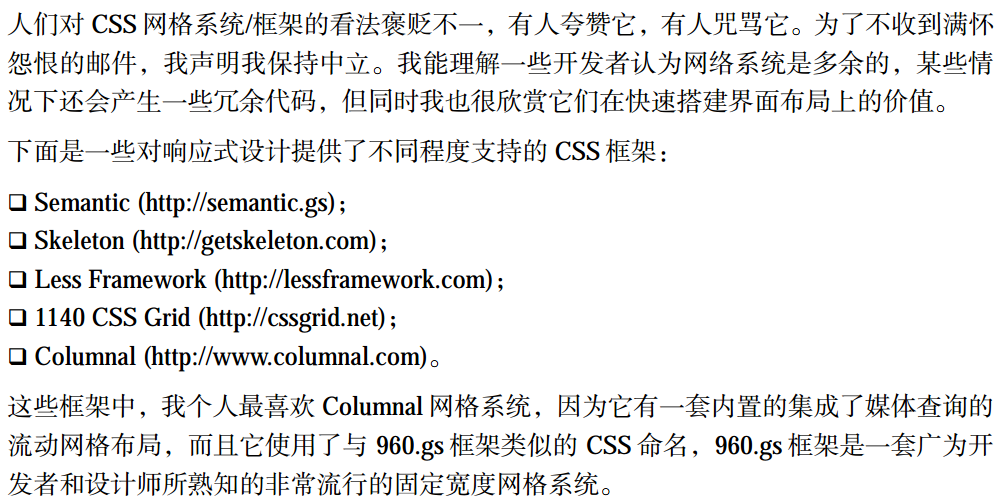 人们对 CSS 网格系统/框架的看法褒贬不一，有人夸赞它，有人咒骂它。为了不收到满怀
怨恨的邮件，我声明我保持中立。我能理解一些开发者认为网络系统是多余的，某些情
况下还会产生一些冗余代码，但同时我也很欣赏它们在快速搭建界面布局上的价值。
下面是一些对响应式设计提供了不同程度支持的 CSS 框架：
❑ Semantic (http://semantic.gs)；
❑ Skeleton (http://getskeleton.com)；
❑ Less Framework (http://lessframework.com)；
❑ 1140 CSS Grid (http://cssgrid.net)；
❑ Columnal (http://www.columnal.com)。
这些框架中，我个人最喜欢 Columnal 网格系统，因为它有一套内置的集成了媒体查询的
流动网格布局，而且它使用了与 960.gs 框架类似的 CSS 命名，960.gs 框架是一套广为开
发者和设计师所熟知的非常流行的固定宽度网格系统。